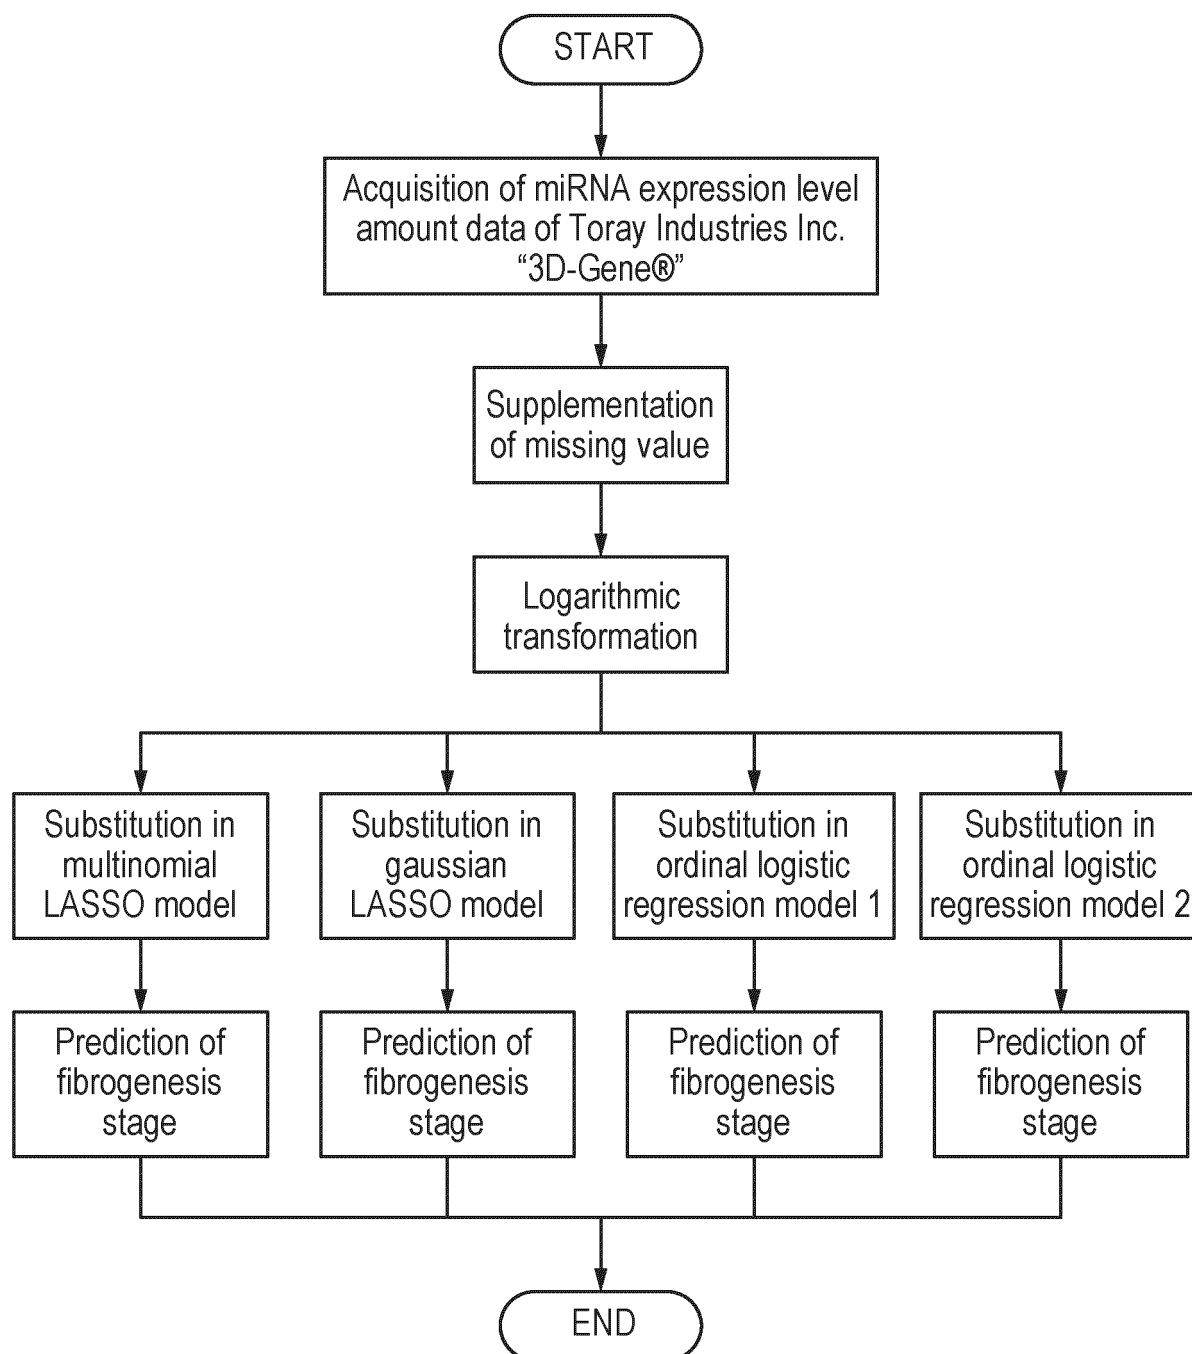 START
Acquisition of miRNA expression level
amount data of Toray Industries Inc.
“3D-Gene®”
Supplementation
of missing value
Logarithmic
transformation
Substitution in
multinomial
LASSO model
Substitution in
gaussian
LASSO model
Substitution in
ordinal logistic
regression model 1
Substitution in
ordinal logistic
regression model 2
Prediction of
fibrogenesis
stage
Prediction of
fibrogenesis
stage
Prediction of
fibrogenesis
stage
Prediction of
fibrogenesis
stage
END